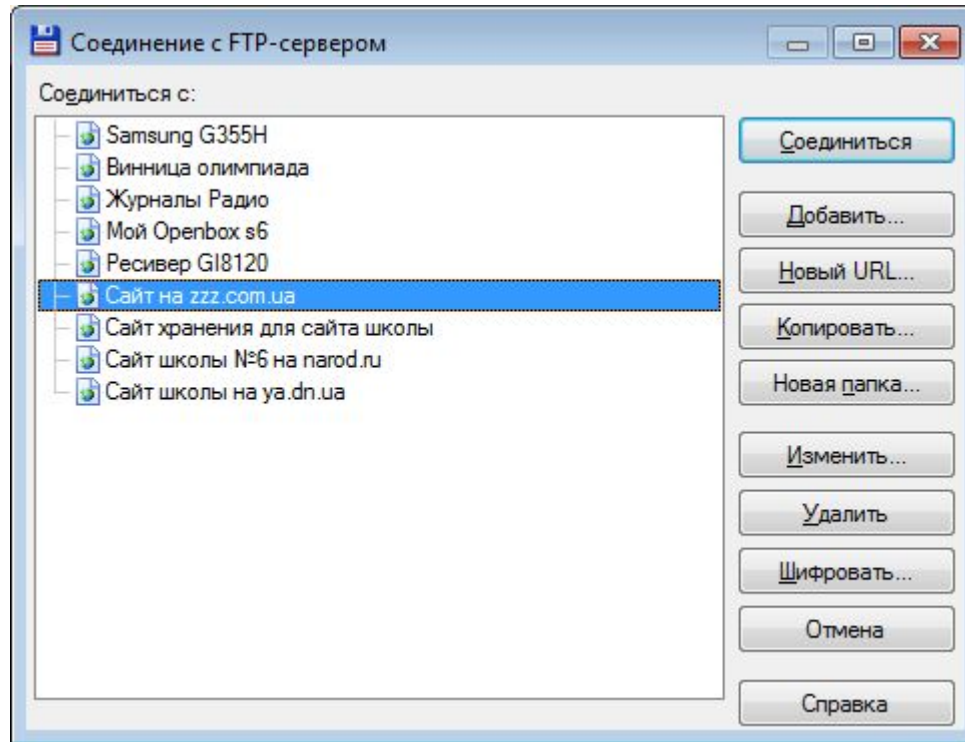 Соединение с FTP-сервером
Соединиться с:
Samsung G355H
Винница олимпиада
Журналы Радио
Мой Openbox s6
Ресивер GI8120
Сайт на zzz.com.ua
Сайт хранения для сайта школы
Сайт школы №6 на narod.ru
Сайт школы на ya.dn.ua
Соединиться
Добавить...
Новый URL...
Копировать...
Новая папка...
Изменить...
Удалить
Шифровать...
Отмена
Справка